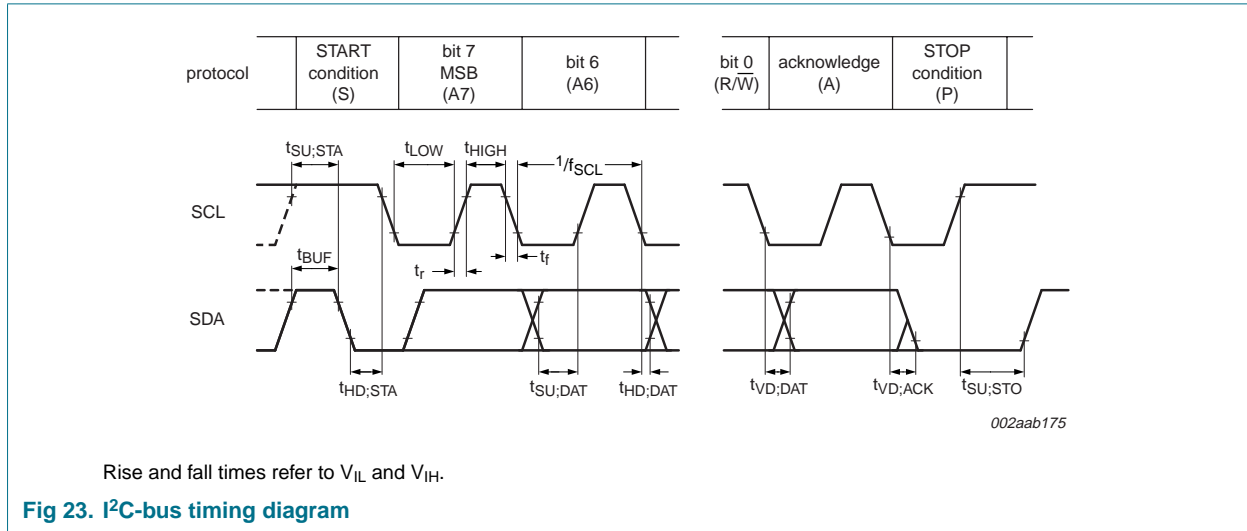 protocol
START
condition
(S)
bit 7
MSB
(A7)
bit 6
(A6)
bit 0
(R/W̅)
acknowledge
(A)
STOP
condition
(P)
tSU;STA
tLOW
tHIGH
1/fSCL
SCL
tBUF
tr
tf
SDA
tHD;STA
tSU;DAT
tHD;DAT
tVD;DAT
tVD;ACK
tSU;STO
002aab175
Rise and fall times refer to VIL and VIH.
Fig 23. I²C-bus timing diagram